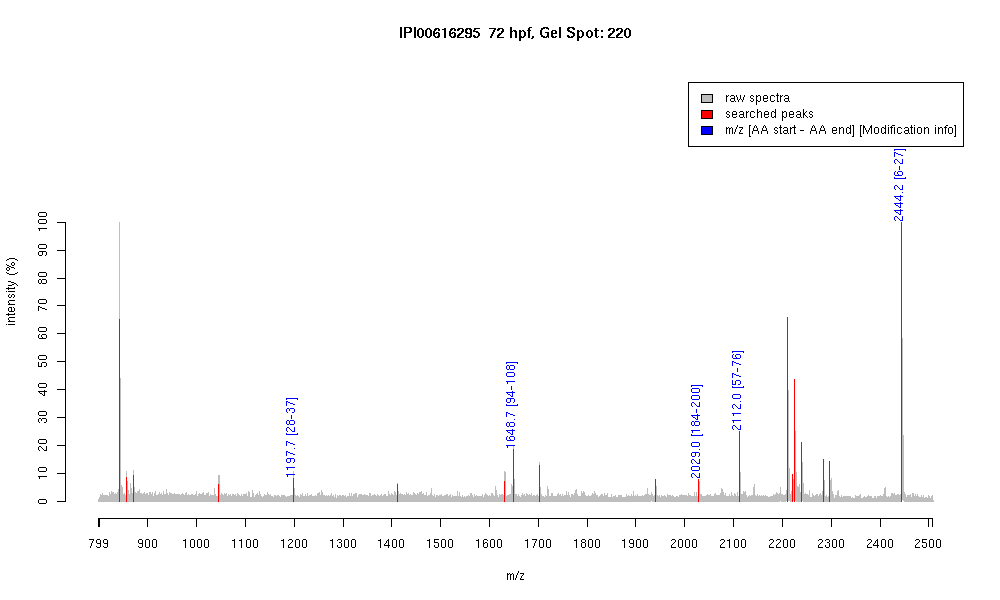 IPI00616295 72 hpf, Gel Spot: 220
raw spectra
searched peaks
m/z [AA start - AA end] [Modification info]
intensity (%)
100
90
80
70
60
50
40
30
20
10
0
1197.7 [28-37]
1648.7 [94-108]
2029.0 [184-200]
2112.0 [57-76]
2444.2 [6-27]
799 900 1000 1100 1200 1300 1400 1500 1600 1700 1800 1900 2000 2100 2200 2300 2400 2500
m/z